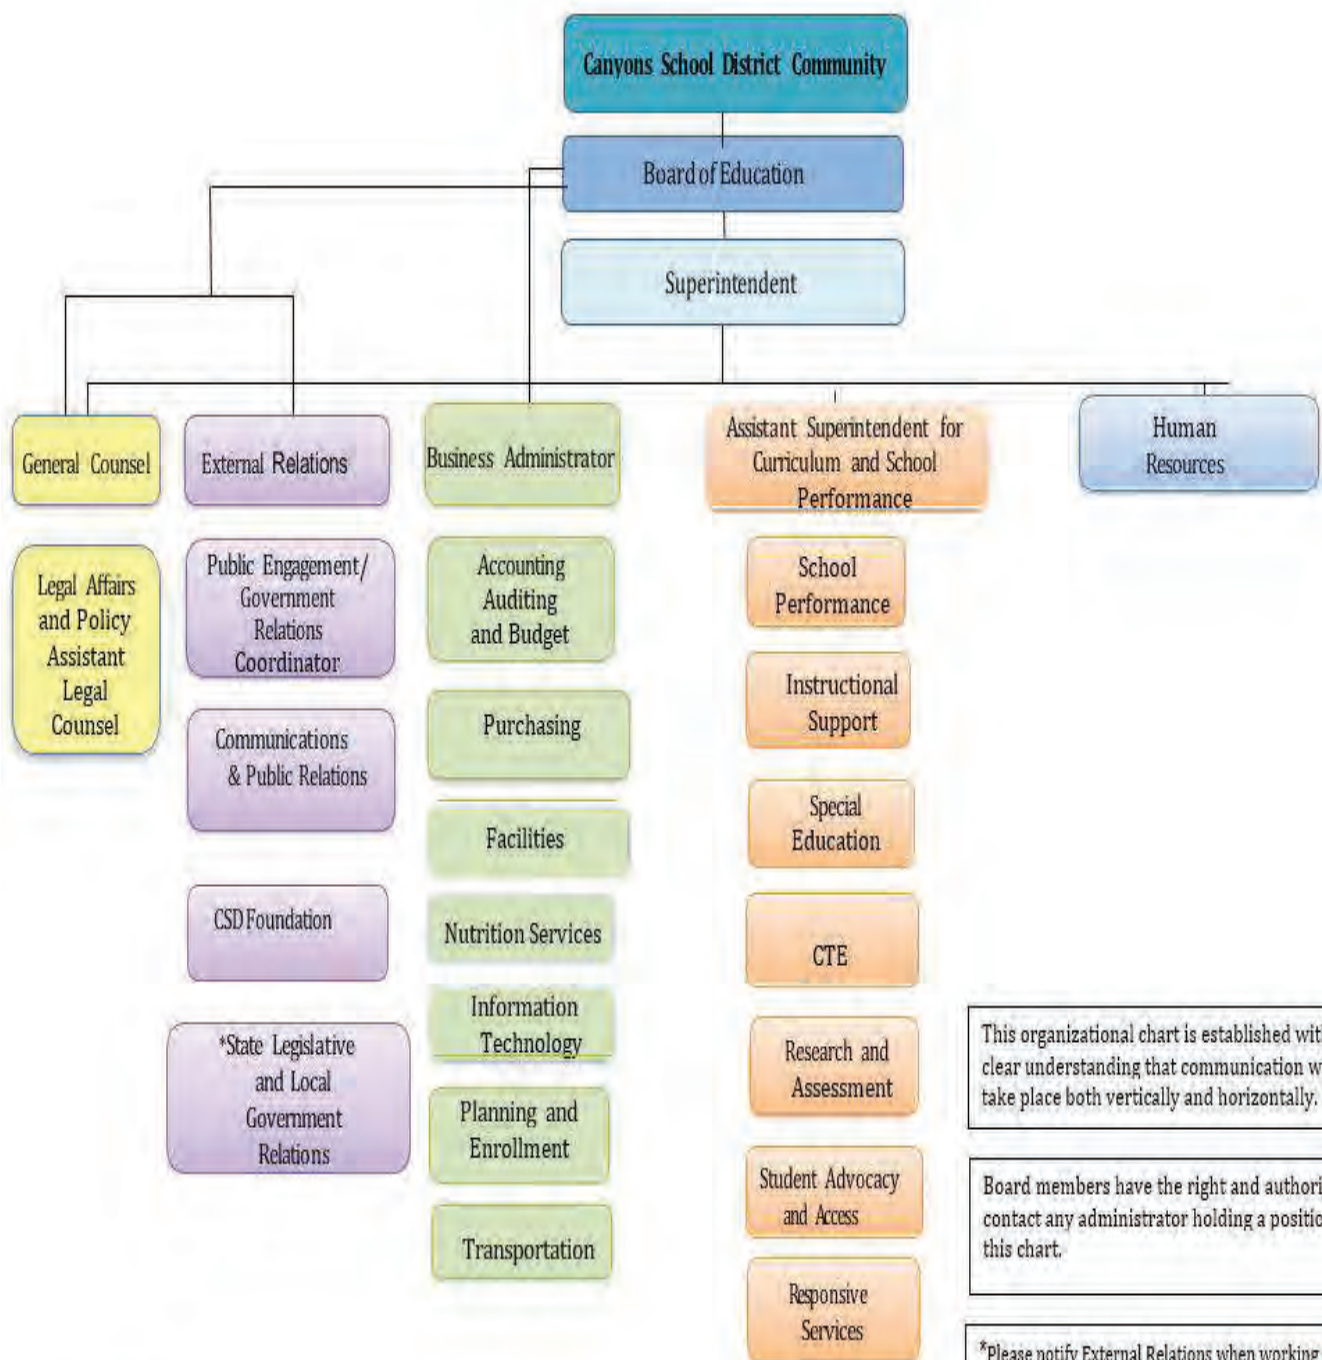 Canyons School District Community
Board of Education
Superintendent
General Counsel
External Relations
Business Administrator
Assistant Superintendent for
Curriculum and School
Performance
Human
Resources
Legal Affairs
and Policy
Assistant
Legal
Counsel
Public Engagement/
Government
Relations
Coordinator
Communications
& Public Relations
CSD Foundation
*State Legislative
and Local
Government
Relations
Accounting
Auditing
and Budget
Purchasing
Facilities
Nutrition Services
Information
Technology
Planning and
Enrollment
Transportation
School
Performance
Instructional
Support
Special
Education
CTE
Research and
Assessment
Student Advocacy
and Access
Responsive
Services
This organizational chart is established
clear understanding that communication
take place both vertically and horizontally.
Board members have the right and
contact any administrator holding a
this chart.
*Please notify External Relations when working